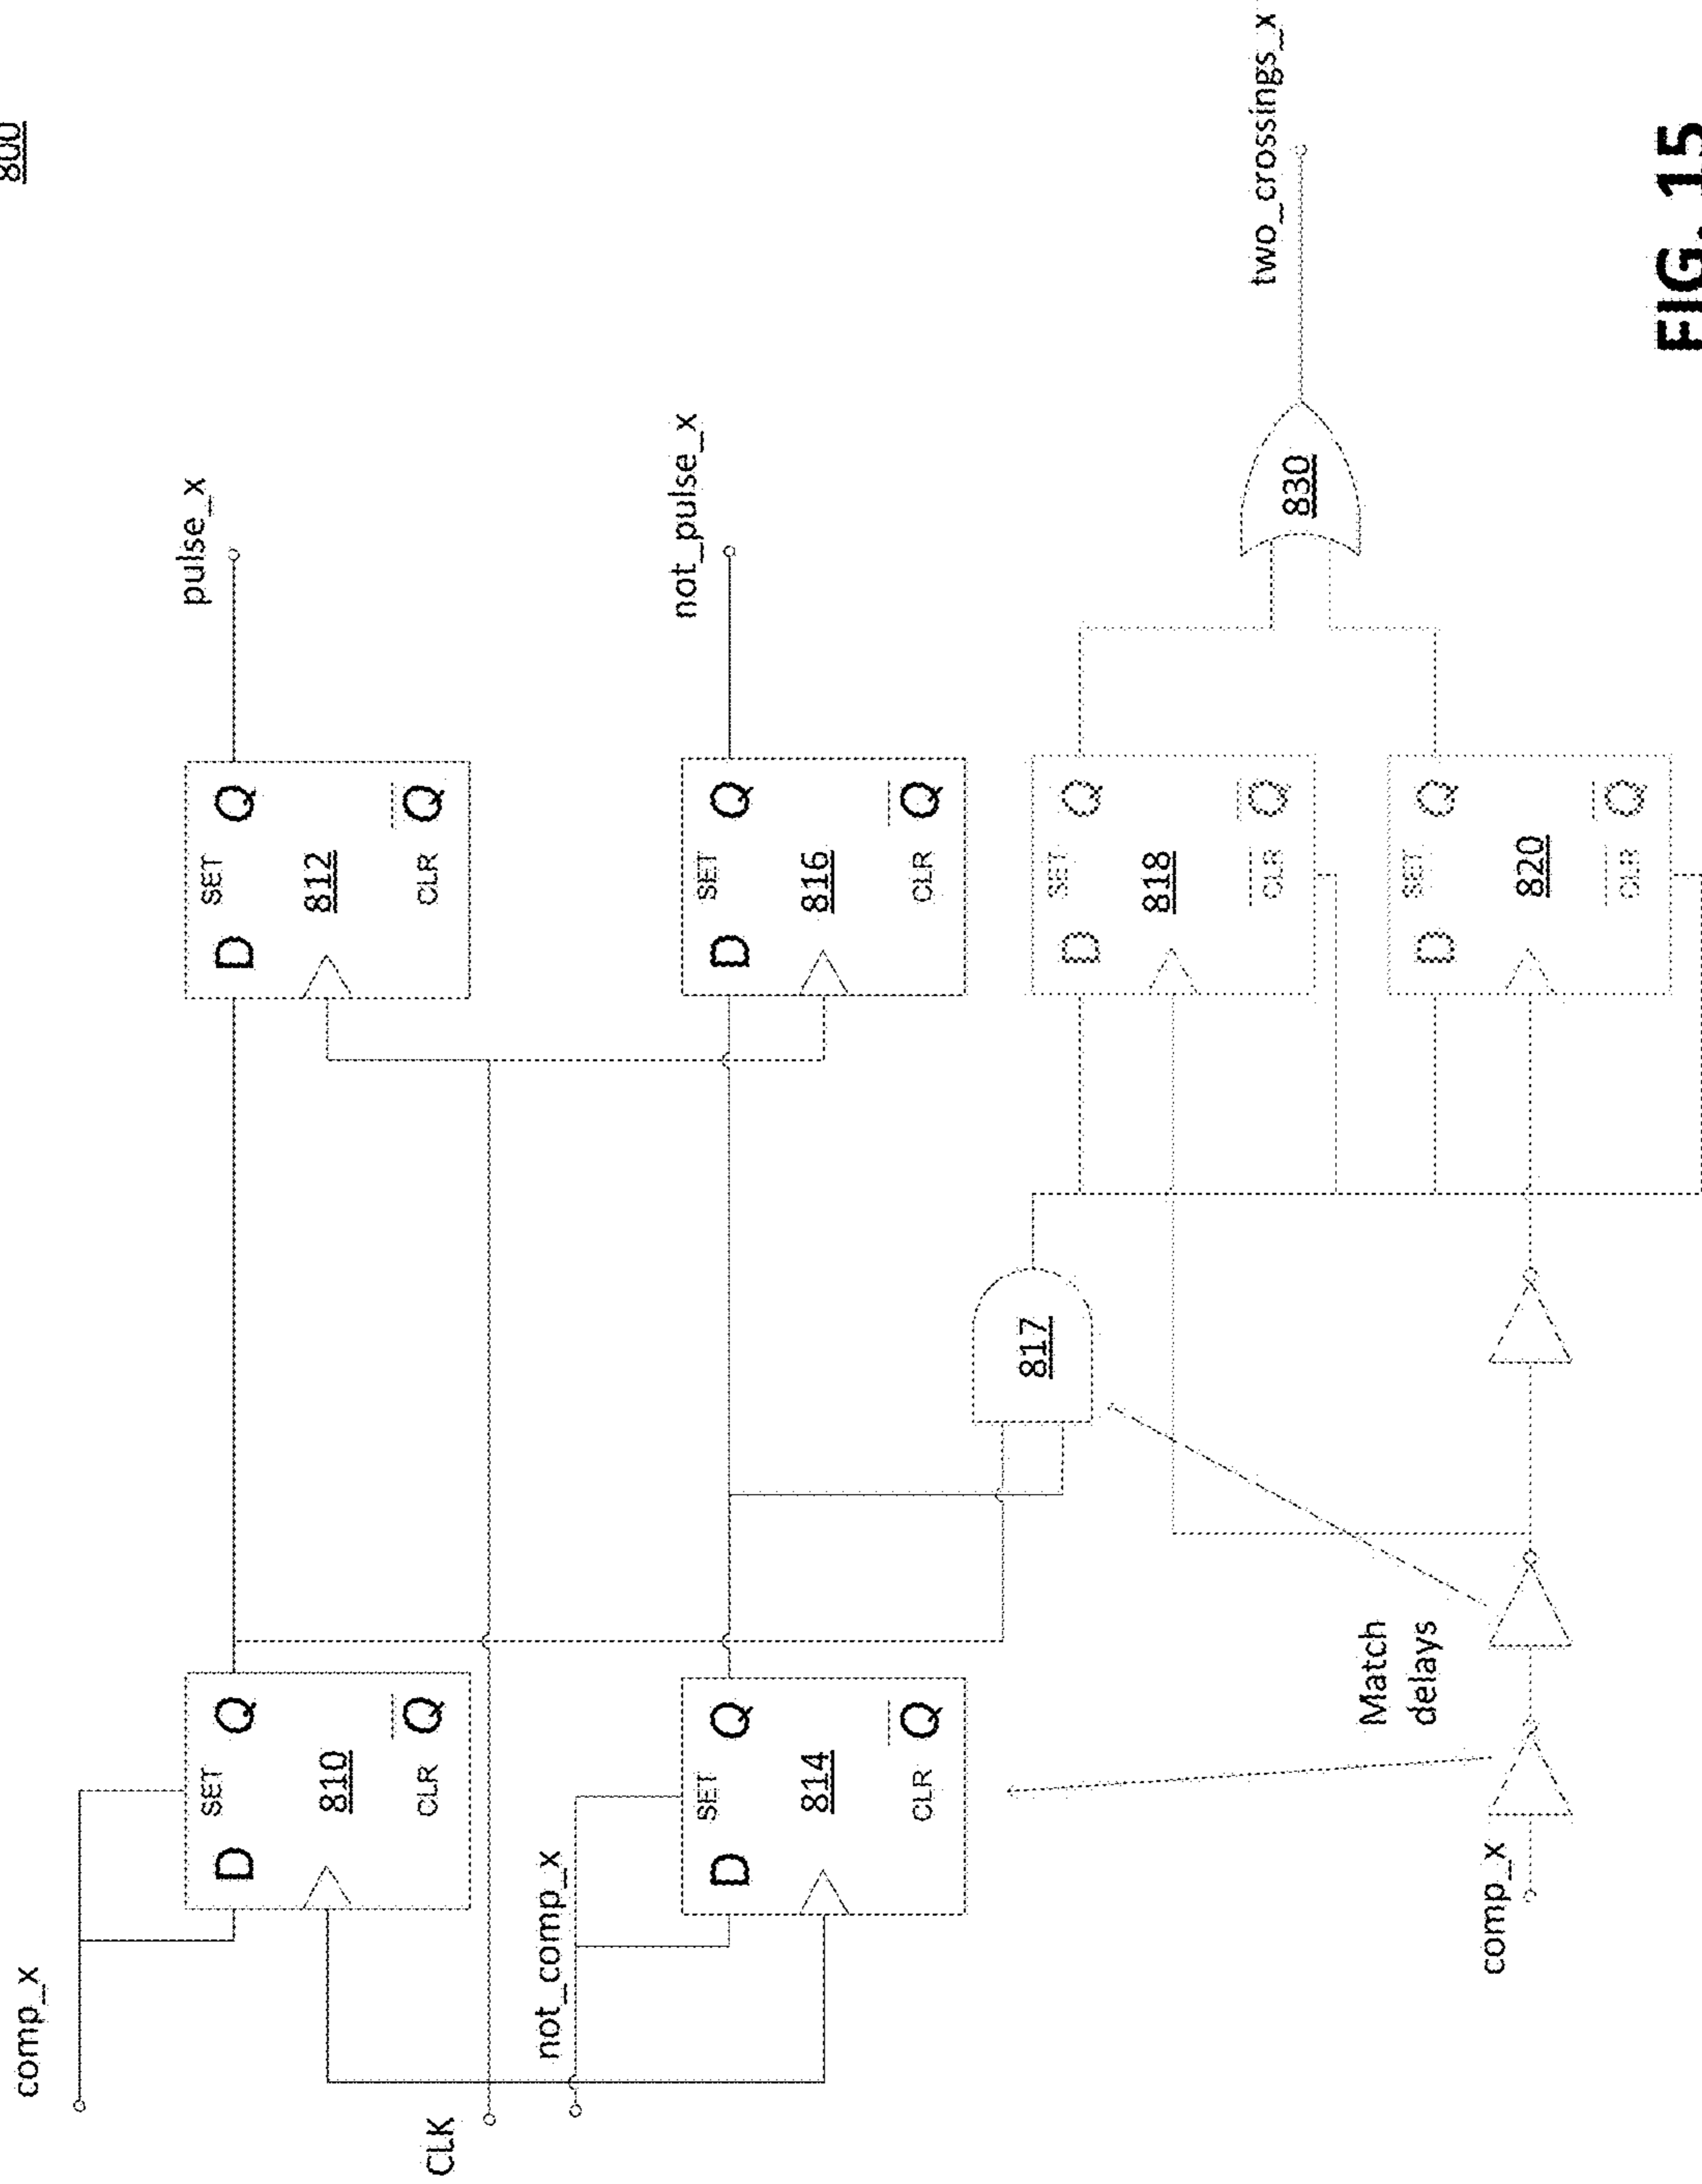 800
comp_x
D
SET
Q
810
CLR
Q
D
SET
Q
812
CLR
Q
pulse_x
CLK
not_comp_x
D
SET
Q
814
CLR
Q
D
SET
Q
816
CLR
Q
not_pulse_x
817
D
SET
Q
818
CLR
Q
Match
delays
comp_x
D
SET
Q
820
CLR
Q
830
two_crossings_x
FIG. 15